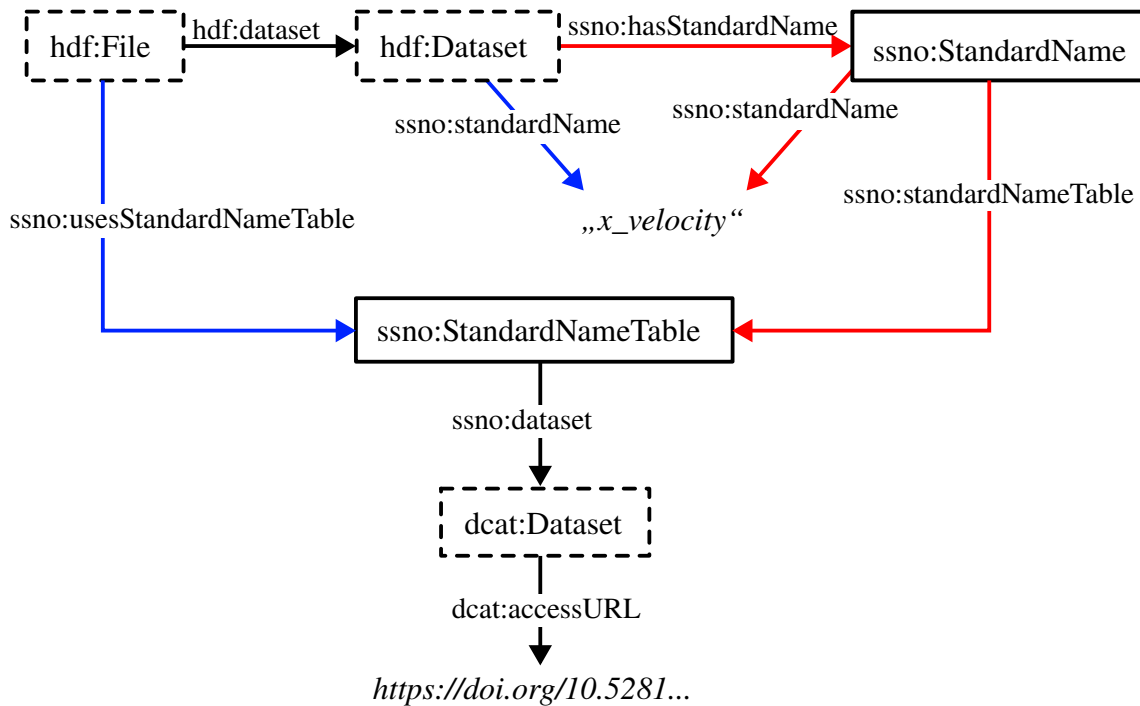 hdf:File
hdf:dataset
hdf:Dataset
ssno:hasStandardName
ssno:StandardName
ssno:standardName
ssno:standardName
ssno:usesStandardNameTable
„x_velocity“
ssno:standardNameTable
ssno:StandardNameTable
ssno:dataset
dcat:Dataset
dcat:accessURL
https://doi.org/10.5281...